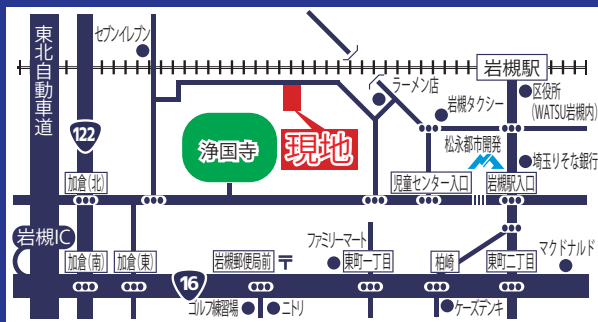 東北自動車道
セブンイレブン
岩槻駅
ラーメン店
区役所
(WATSU岩槻内)
岩槻タクシー
122
浄国寺
現地
松永都市開発
埼玉りそな銀行
加倉(北)
児童センター入口
岩槻駅入口
岩槻IC
加倉(南)
加倉(東)
岩槻郵便局前
〒
ファミリーマート
東町一丁目
柏崎
東町二丁目
マクドナルド
16
ゴルフ練習場
ニトリ
ケーズデンキ